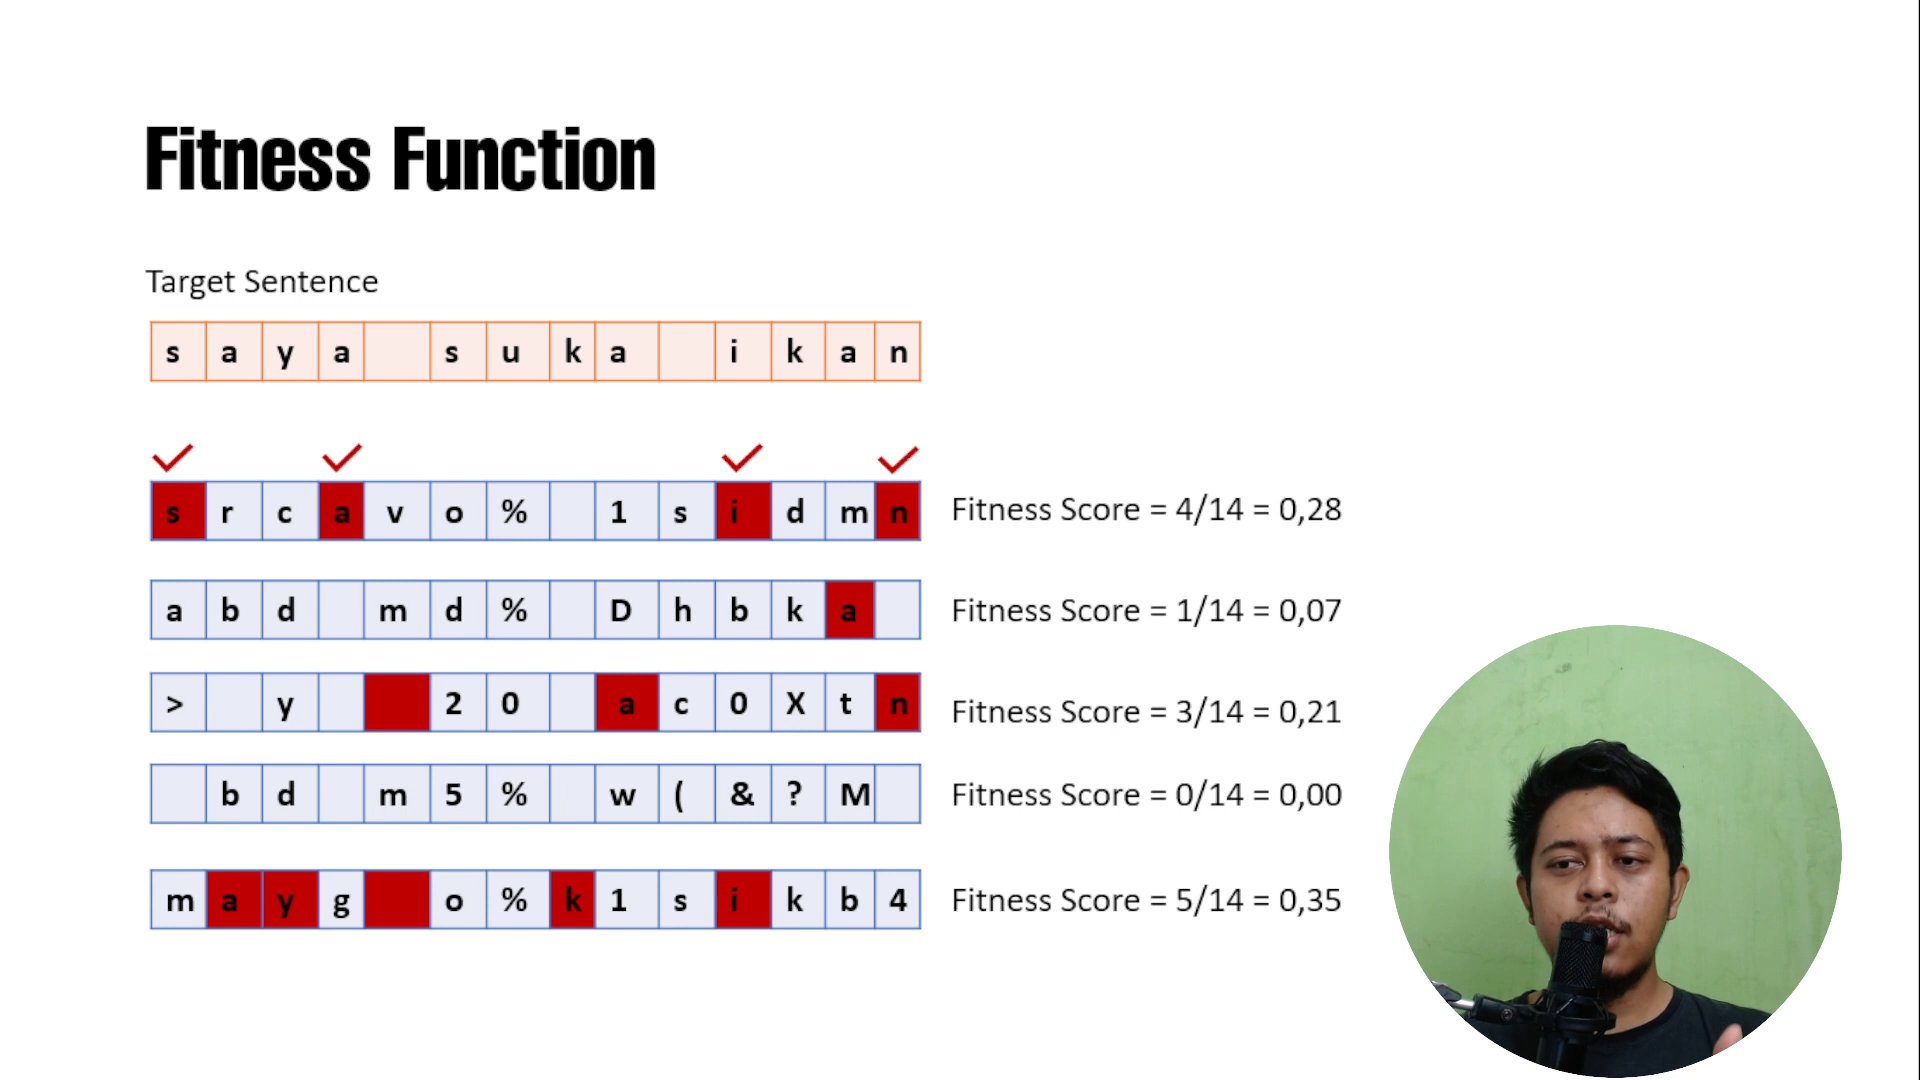 Fitness Function
Target Sentence
s a y a s u k a i k a n
s r c a v o % 1 s i d m n Fitness Score = 4/14 = 0,28
a b d m d % D h b k a Fitness Score = 1/14 = 0,07
> y 2 0 a c 0 X t n Fitness Score = 3/14 = 0,21
b d m 5 % w ( & ? M Fitness Score = 0/14 = 0,00
m a y g o % k 1 s i k b 4 Fitness Score = 5/14 = 0,35